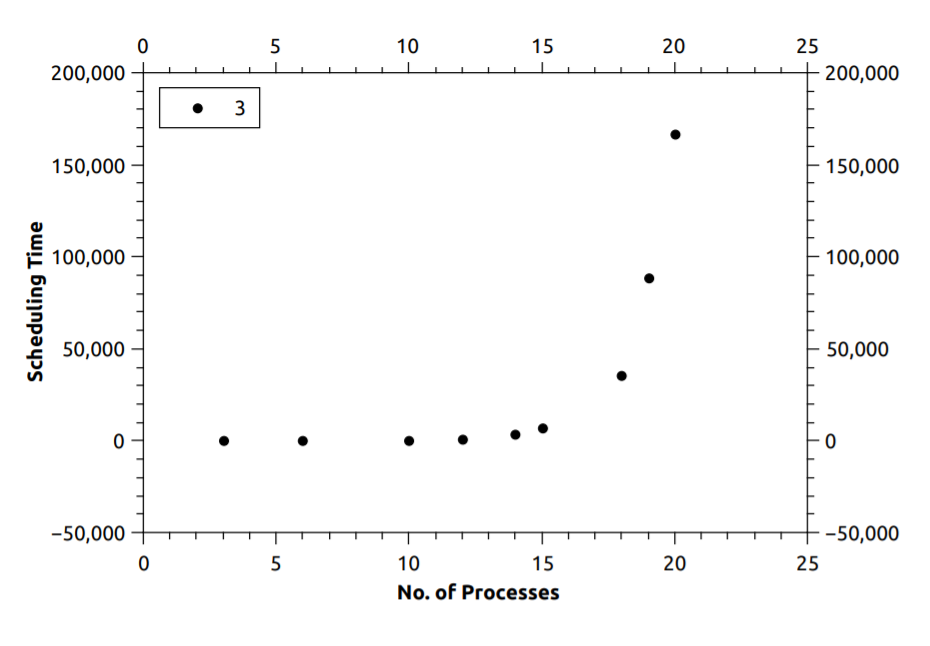 0 5 10 15 20 25
200,000 200,000
3
150,000 150,000
100,000 100,000
Scheduling Time
50,000 50,000
0 0
−50,000 −50,000
0 5 10 15 20 25
No. of Processes